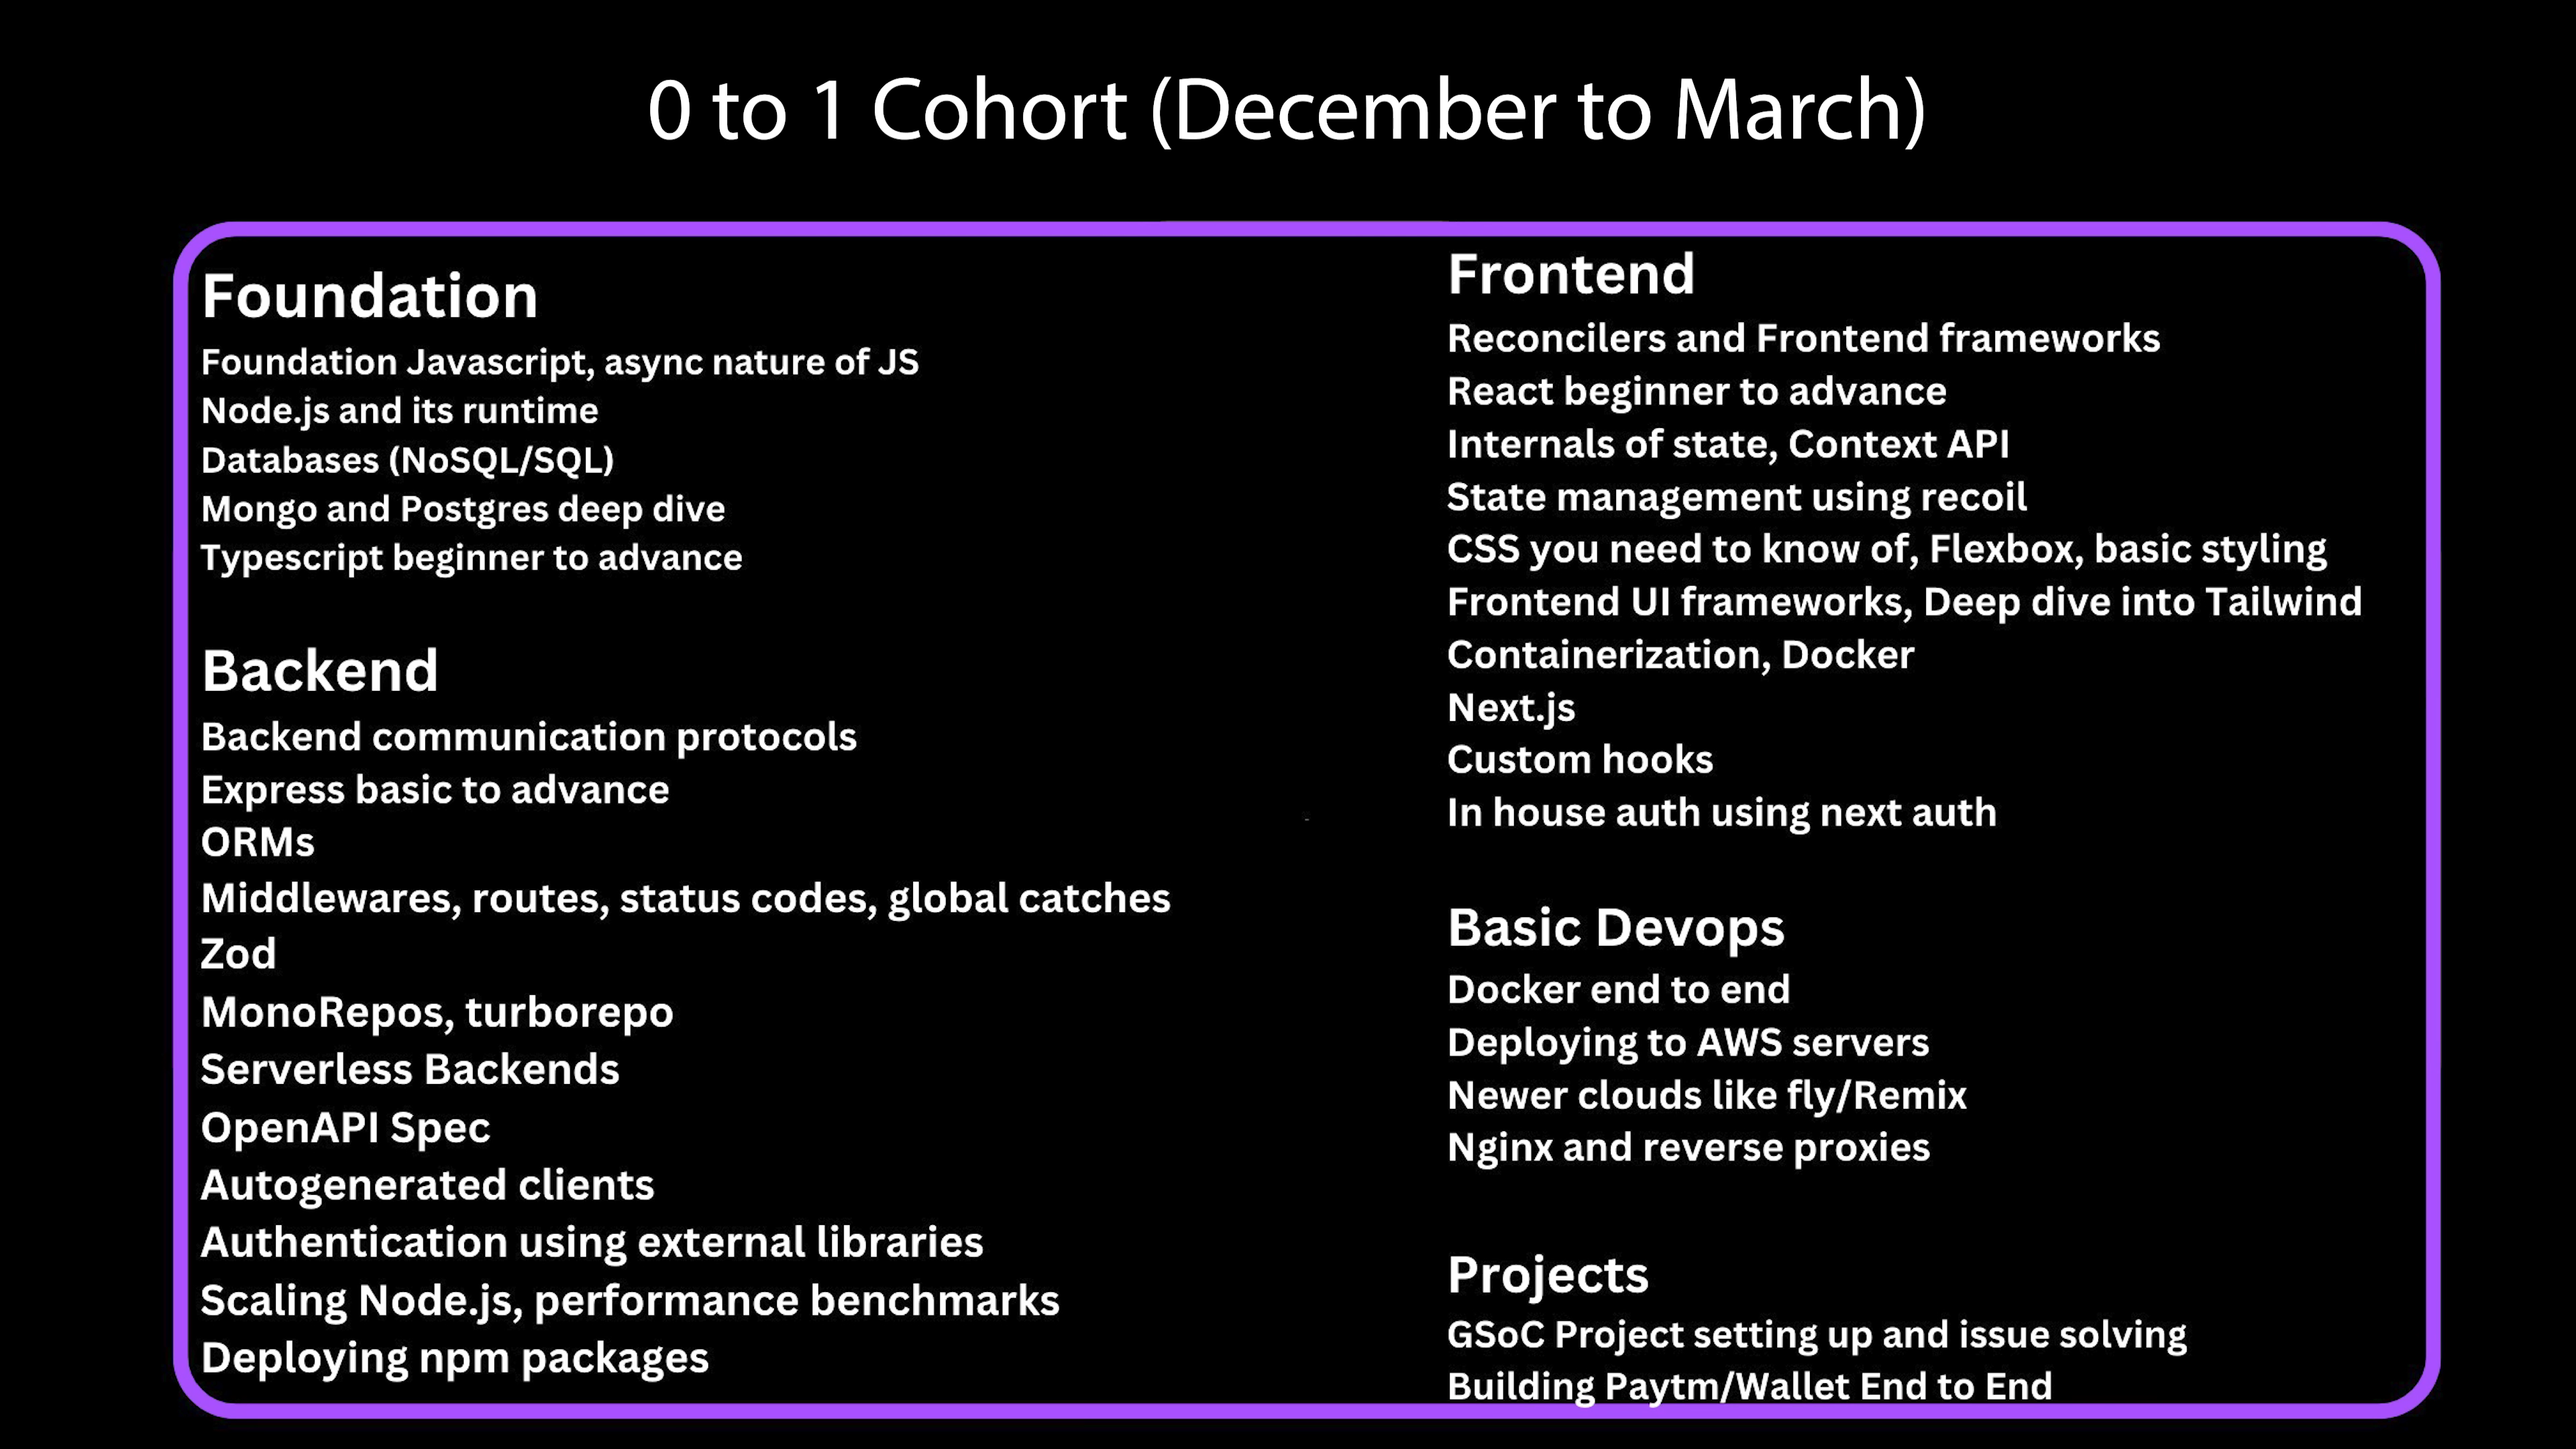 0 to 1 Cohort (December to March)
Foundation
Foundation Javascript, async nature of JS
Node.js and its runtime
Databases (NoSQL/SQL)
Mongo and Postgres deep dive
Typescript beginner to advance
Backend
Backend communication protocols
Express basic to advance
ORMs
Middlewares, routes, status codes, global catches
Zod
MonoRepos, turborepo
Serverless Backends
OpenAPI Spec
Autogenerated clients
Authentication using external libraries
Scaling Node.js, performance benchmarks
Deploying npm packages
Frontend
Reconcilers and Frontend frameworks
React beginner to advance
Internals of state, Context API
State management using recoil
CSS you need to know of, Flexbox, basic styling
Frontend UI frameworks, Deep dive into Tailwind
Containerization, Docker
Next.js
Custom hooks
In house auth using next auth
Basic Devops
Docker end to end
Deploying to AWS servers
Newer clouds like fly/Remix
Nginx and reverse proxies
Projects
GSoC Project setting up and issue solving
Building Paytm/Wallet End to End